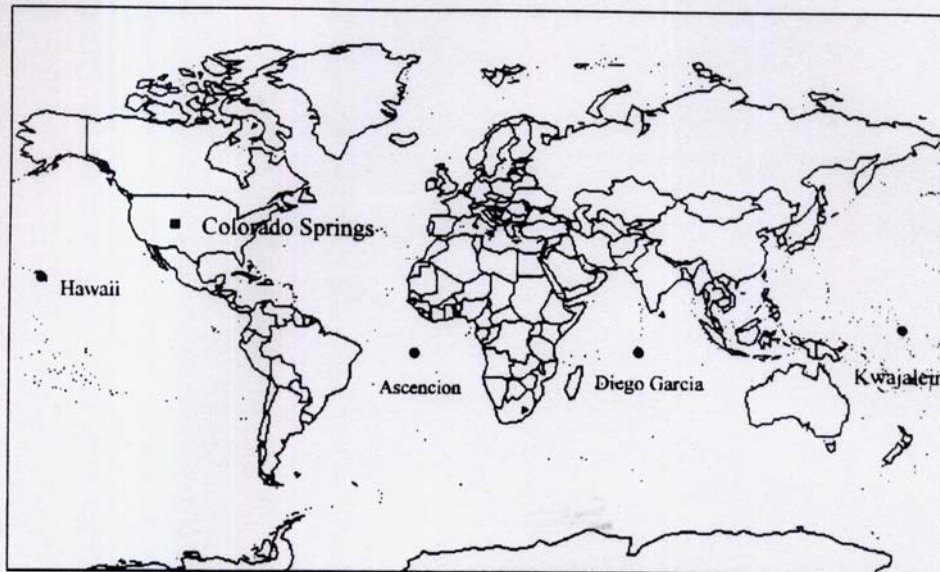 Colorado Springs
Hawaii
Ascencion
Diego Garcia
Kwajalein